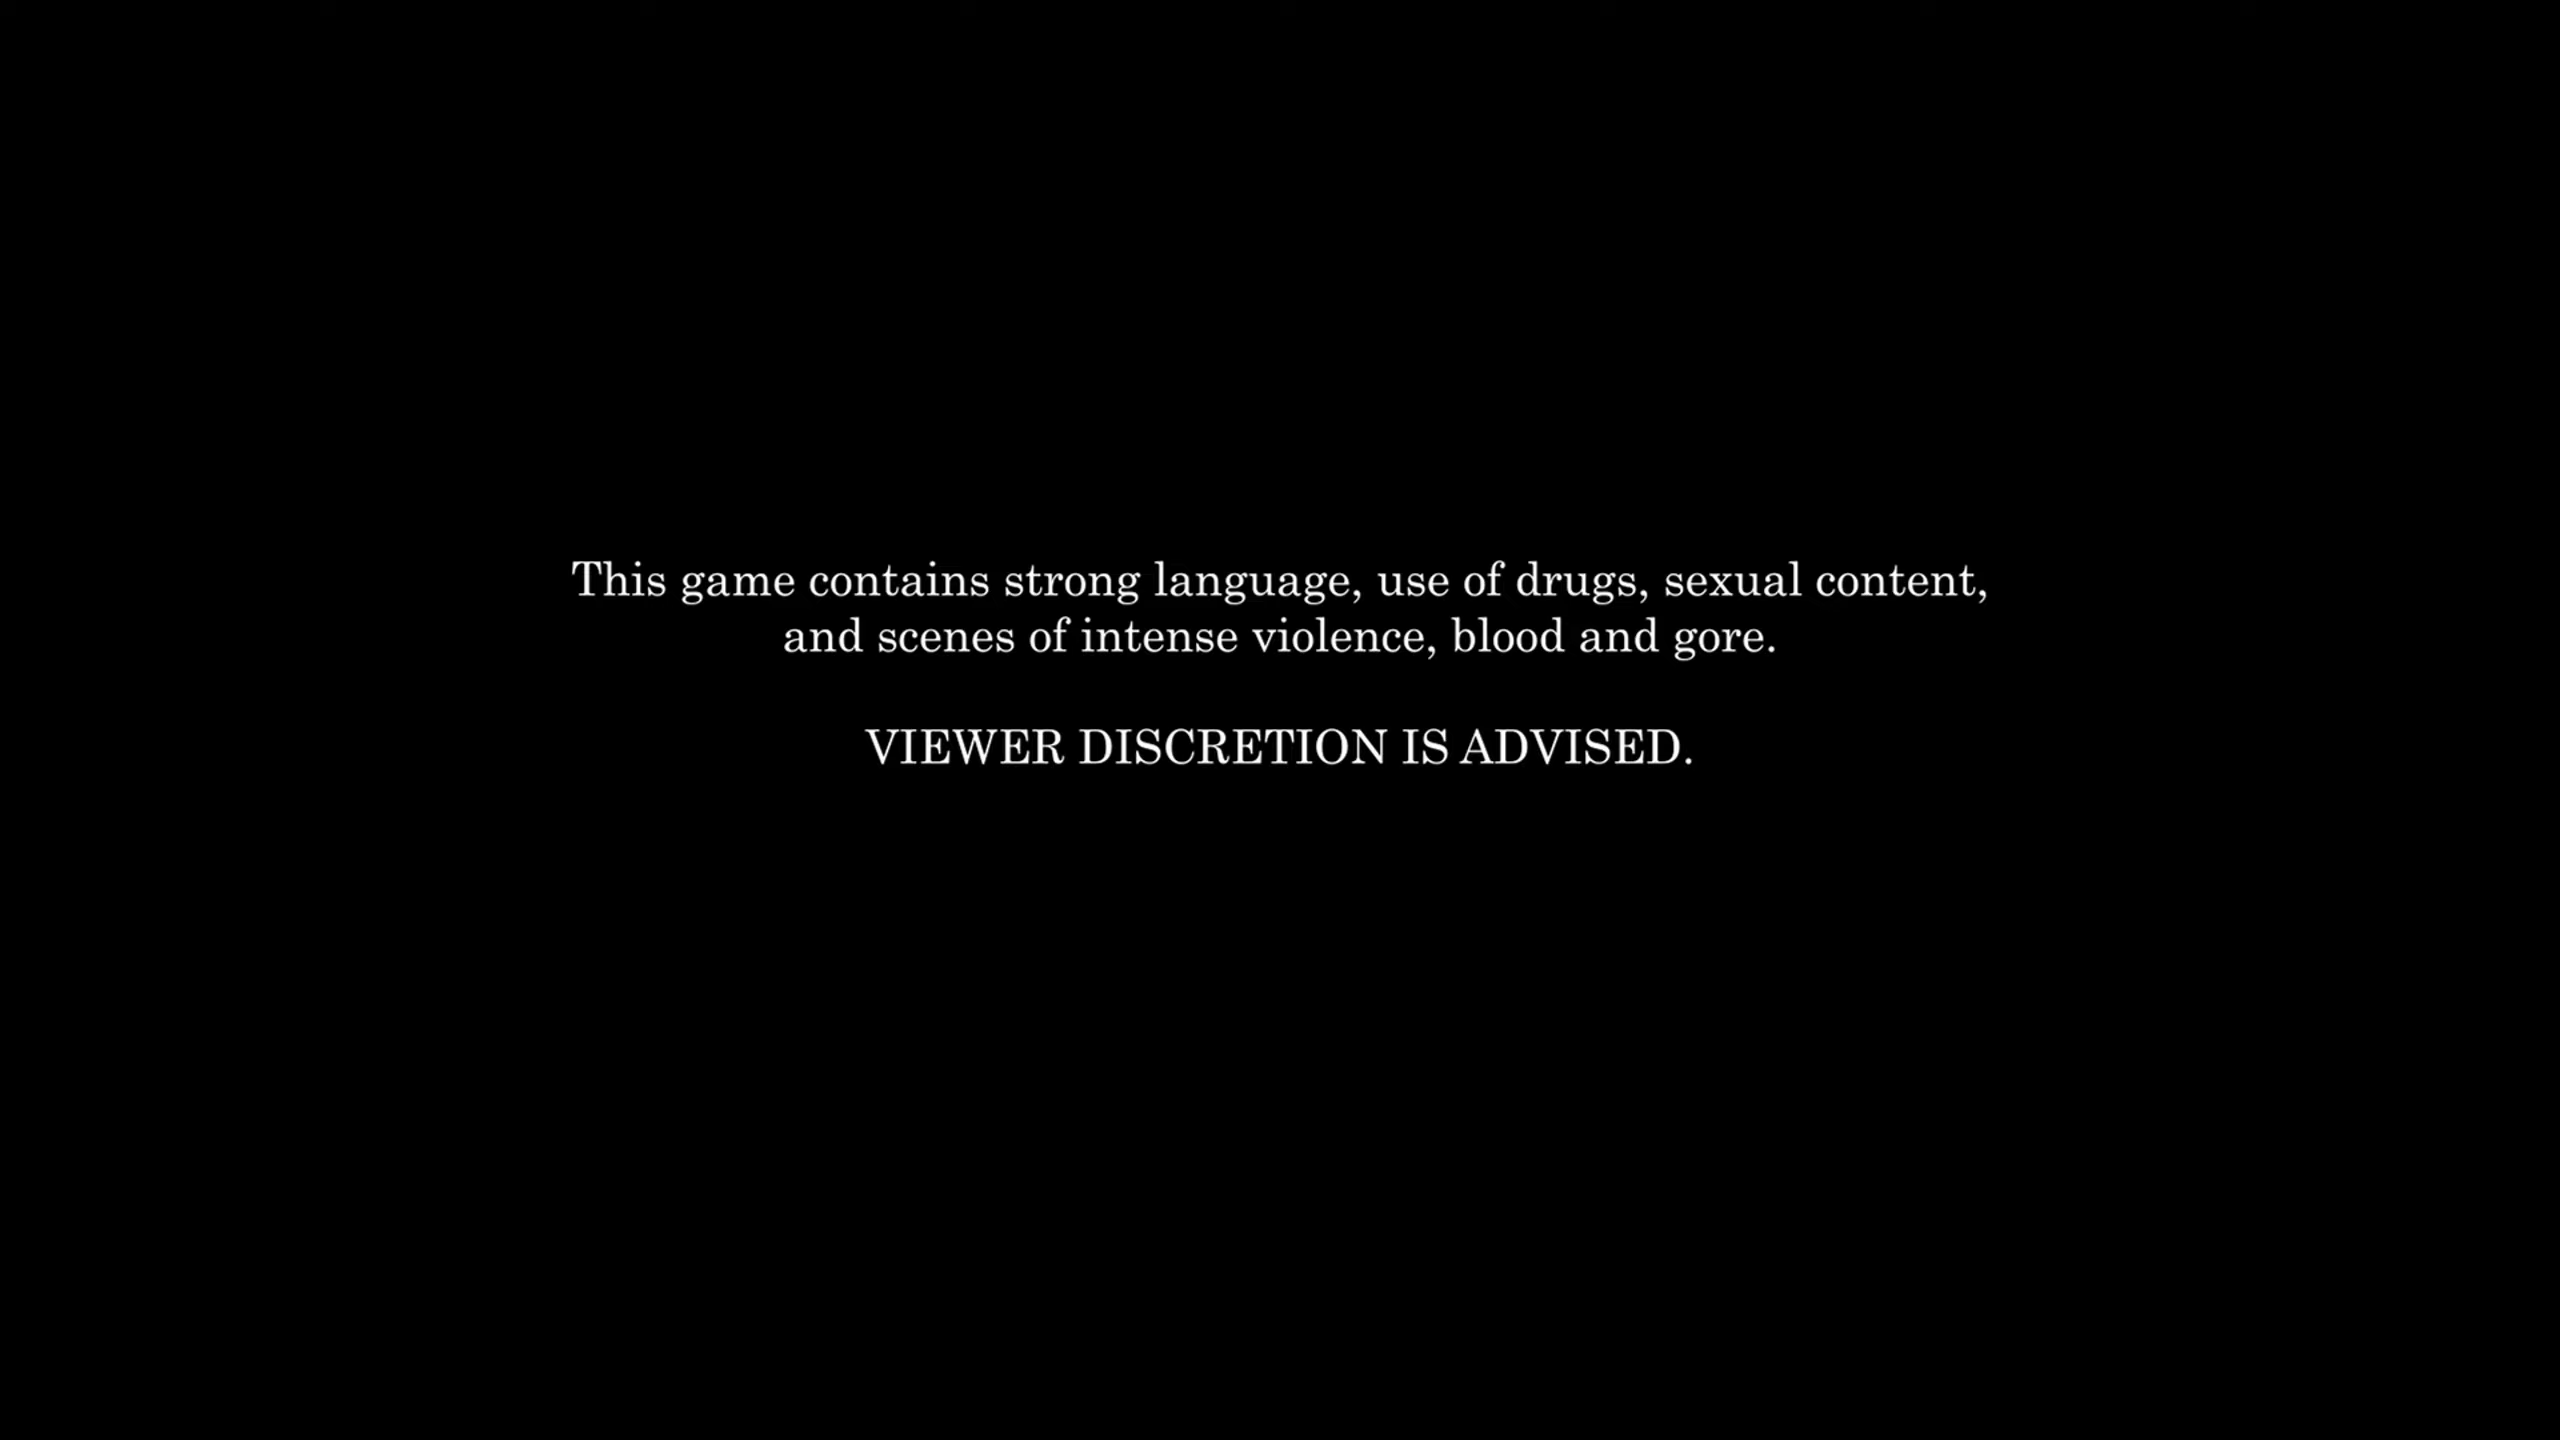 This game contains strong language, use of drugs, sexual content,
and scenes of intense violence, blood and gore.
VIEWER DISCRETION IS ADVISED.